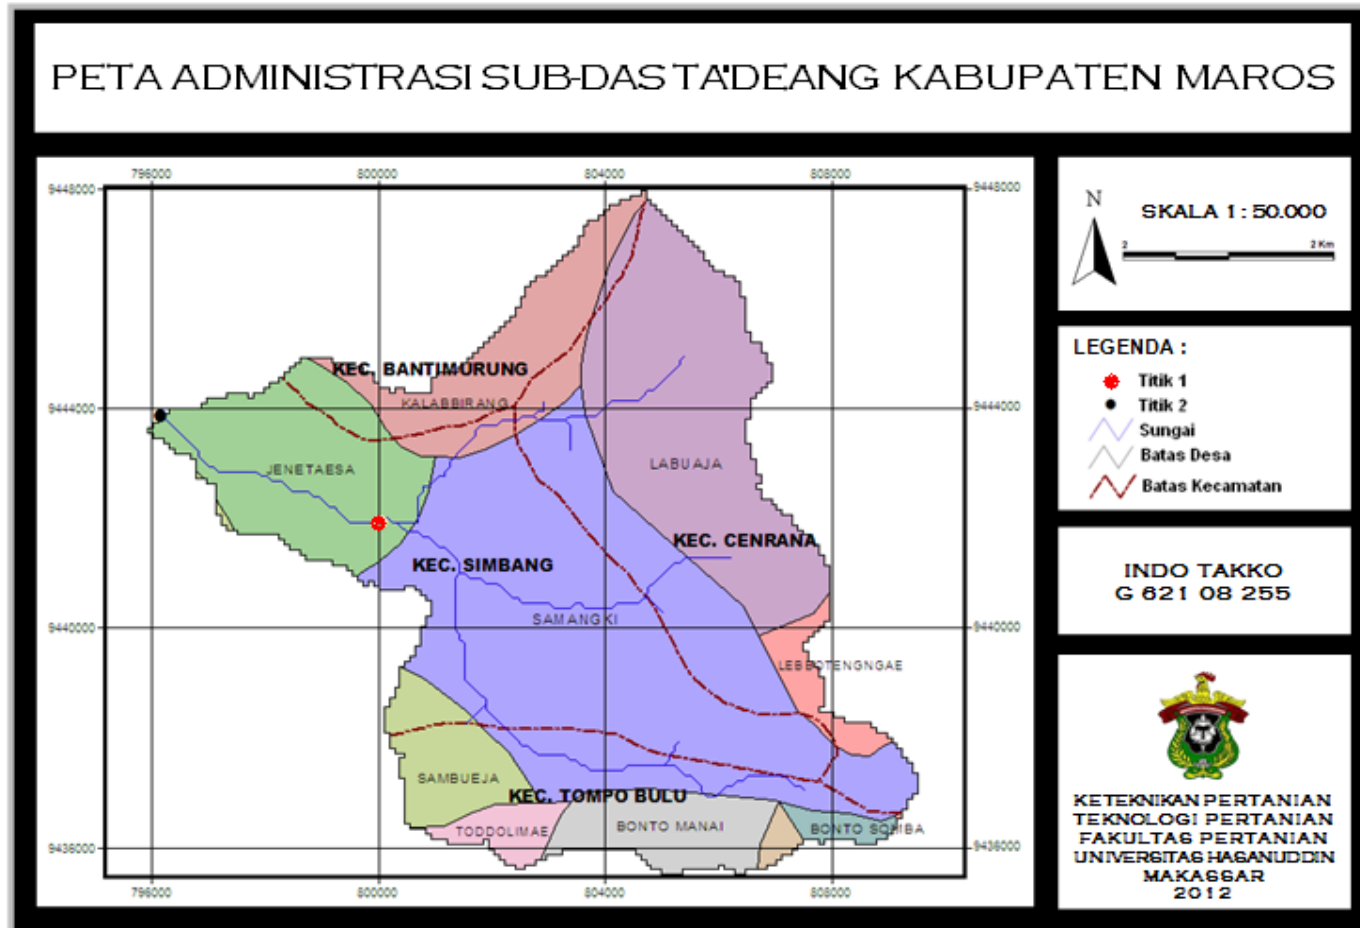 PETA ADMINISTRASI SUB-DAS TA'DEANG KABUPATEN MAROS
796000 800000 804000 808000
9448000 9448000
KEC. BANTIMURUNG
KALABBIRANG
9444000 9444000
JENETAESA
LABUAJA
KEC. CENRANA
KEC. SIMBANG
SAMANGKI
9440000 9440000
LEBBOTENGNGAE
SAMBUEJA
KEC. TOMPO BULU
TODDOLIMAE
BONTO MANAI
BONTO SOMBA
9436000 9436000
796000 800000 804000 808000
N
SKALA 1 : 50.000
2 2 Km
LEGENDA :
Titik 1
Titik 2
Sungai
Batas Desa
Batas Kecamatan
INDO TAKKO
G 621 08 255
KETEKNIKAN PERTANIAN
TEKNOLOGI PERTANIAN
FAKULTAS PERTANIAN
UNIVERSITAS HASANUDDIN
MAKASSAR
2012